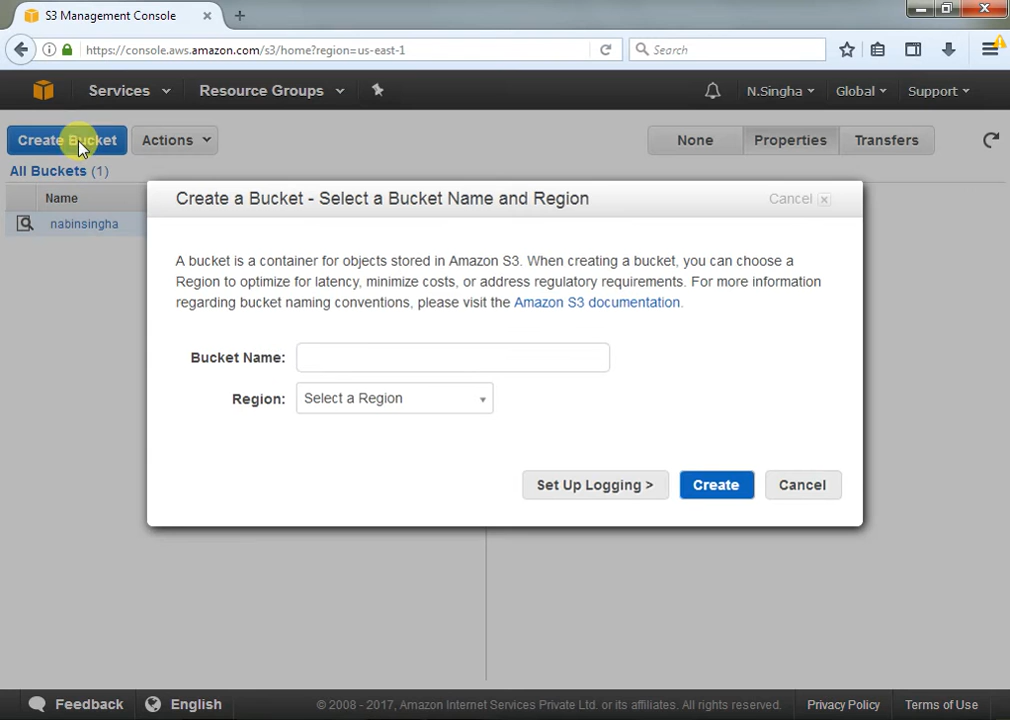 S3 Management Console
https://console.aws.amazon.com/s3/home?region=us-east-1
Search
Services
Resource Groups
N.Singha
Global
Support
Create Bucket
Actions
None
Properties
Transfers
All Buckets (1)
Name
nabinsingha
Create a Bucket - Select a Bucket Name and Region
Cancel
A bucket is a container for objects stored in Amazon S3. When creating a bucket, you can choose a
Region to optimize for latency, minimize costs, or address regulatory requirements. For more information
regarding bucket naming conventions, please visit the Amazon S3 documentation.
Bucket Name:
Region: Select a Region
Set Up Logging >
Create
Cancel
Feedback
English
© 2008 - 2017, Amazon Internet Services Private Ltd. or its affiliates. All rights reserved.
Privacy Policy
Terms of Use